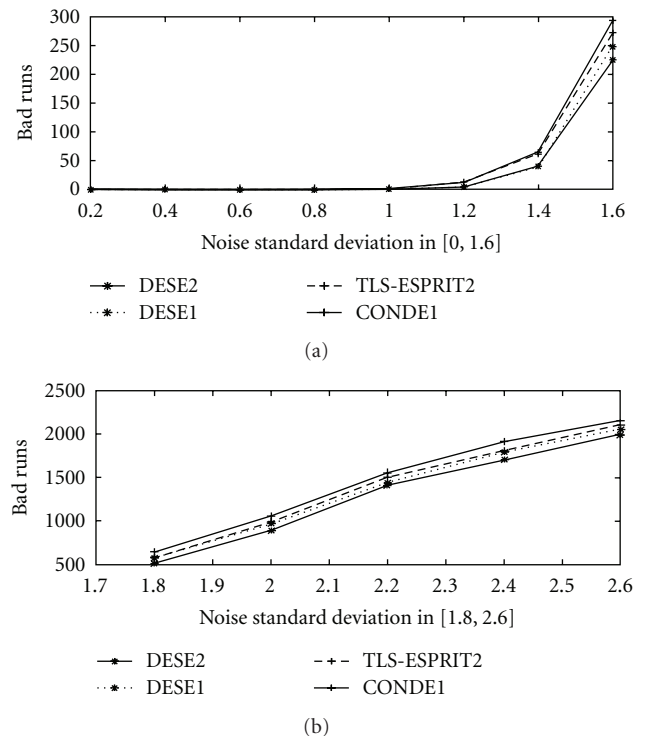 300
250
200
150
100
50
0
Bad runs
0.2 0.4 0.6 0.8 1 1.2 1.4 1.6
Noise standard deviation in [0, 1.6]
DESE2 TLS-ESPRIT2
DESE1 CONDE1
(a)
2500
2000
1500
1000
500
Bad runs
1.7 1.8 1.9 2 2.1 2.2 2.3 2.4 2.5 2.6
Noise standard deviation in [1.8, 2.6]
DESE2 TLS-ESPRIT2
DESE1 CONDE1
(b)